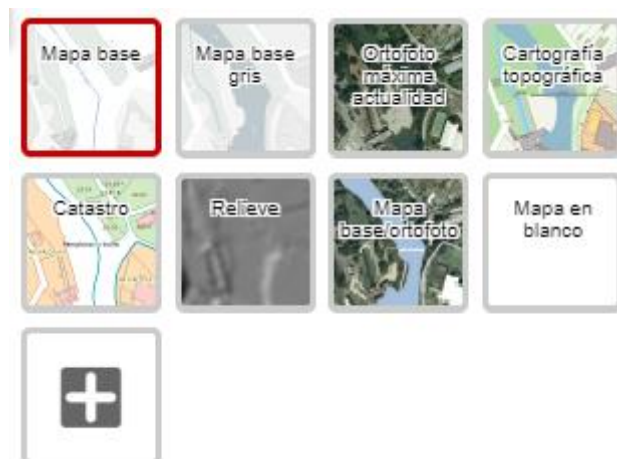 Mapa base
Mapa base
gris
Ortofoto
máxima
actualidad
Cartografía
topográfica
Catastro
Relieve
Mapa
base/ortofoto
Mapa en
blanco